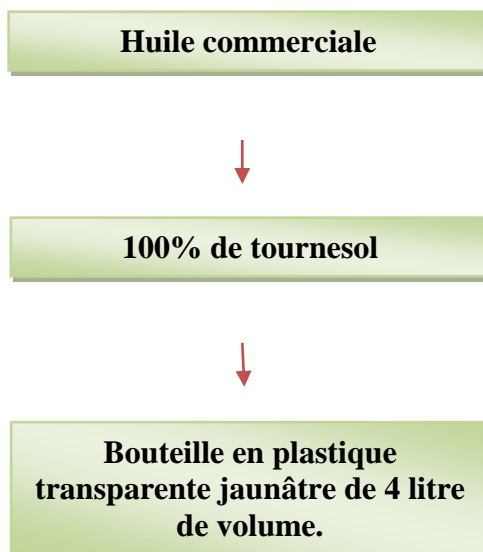 Huile commerciale
100% de tournesol
Bouteille en plastique
transparente jaunâtre de 4 litre
de volume.